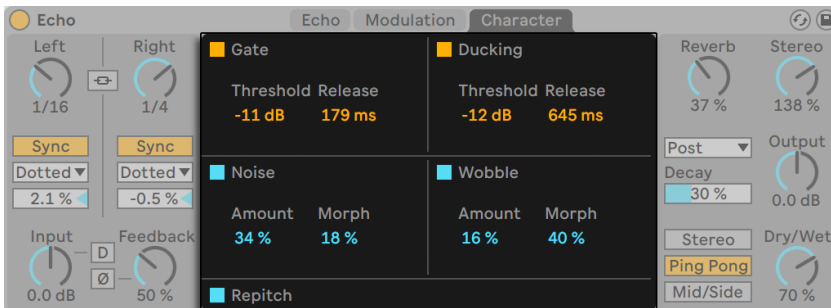 Echo
Echo Modulation Character
Left Right
1/16 1/4
Sync Sync
Dotted Dotted
2.1 % -0.5 %
Input Feedback
D
Ø
0.0 dB 50 %
Gate
Threshold Release
-11 dB 179 ms
Ducking
Threshold Release
-12 dB 645 ms
Noise
Amount Morph
34 % 18 %
Wobble
Amount Morph
16 % 40 %
Repitch
Reverb Stereo
37 % 138 %
Post Output
Decay
30 % 0.0 dB
Stereo Dry/Wet
Ping Pong
Mid/Side 70 %